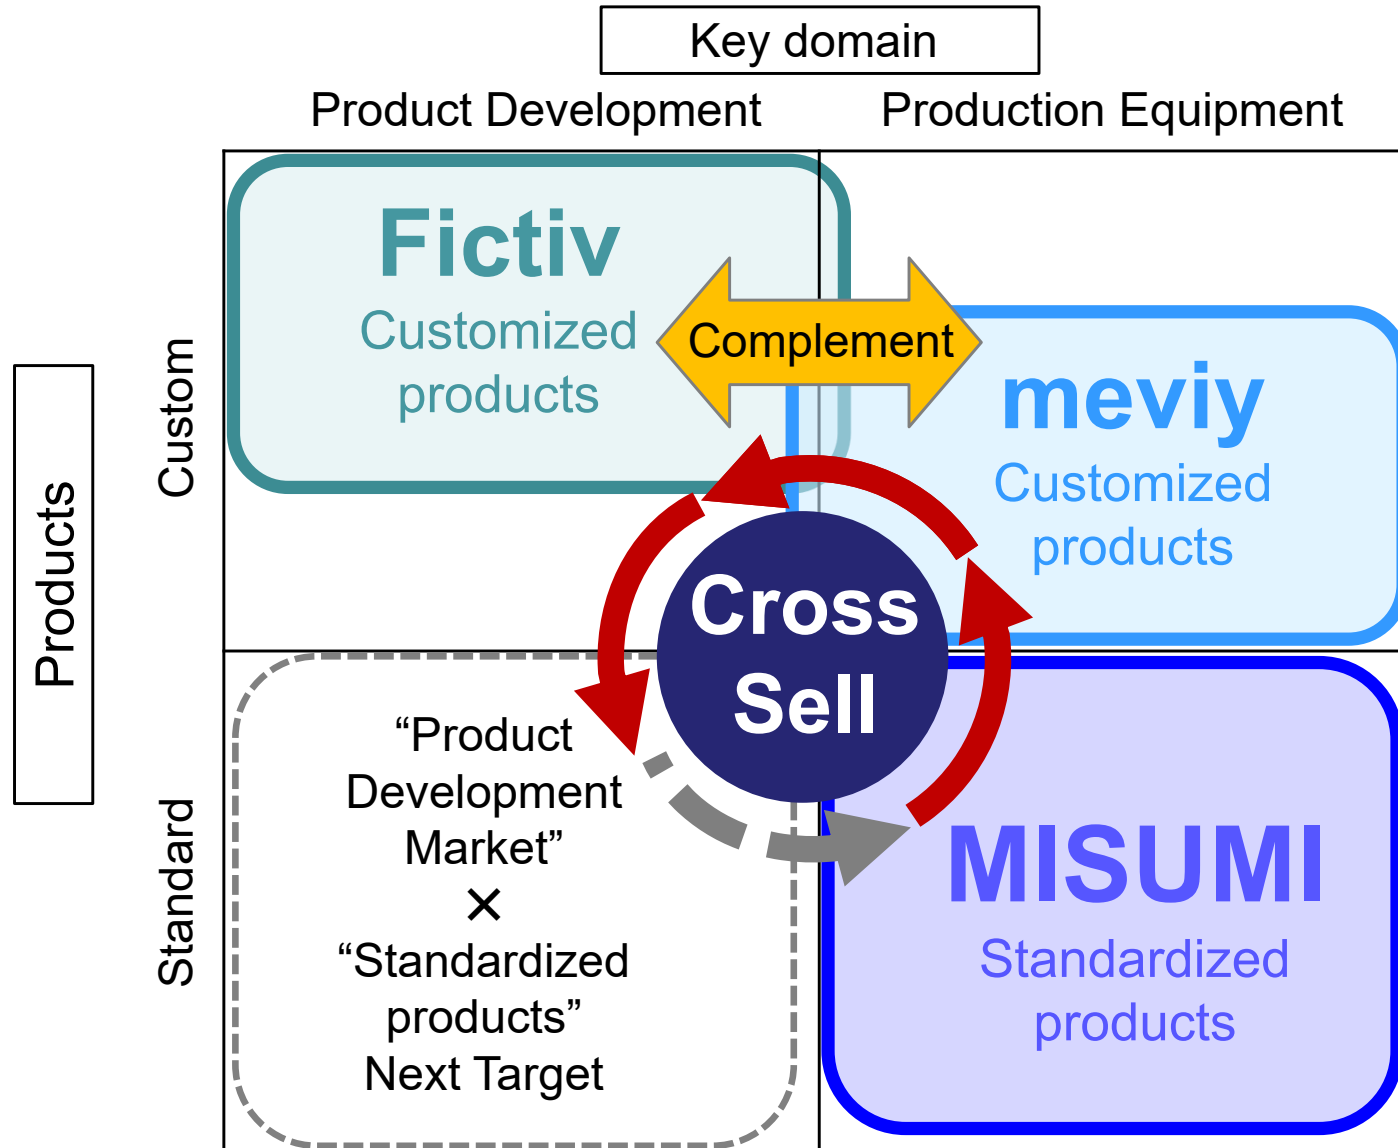 Key domain
Product Development
Production Equipment
Products
Custom
Standard
Fictiv
Customized
products
Complement
meviy
Customized
products
Cross
Sell
“Product
Development
Market”
×
“Standardized
products”
Next Target
MISUMI
Standardized
products